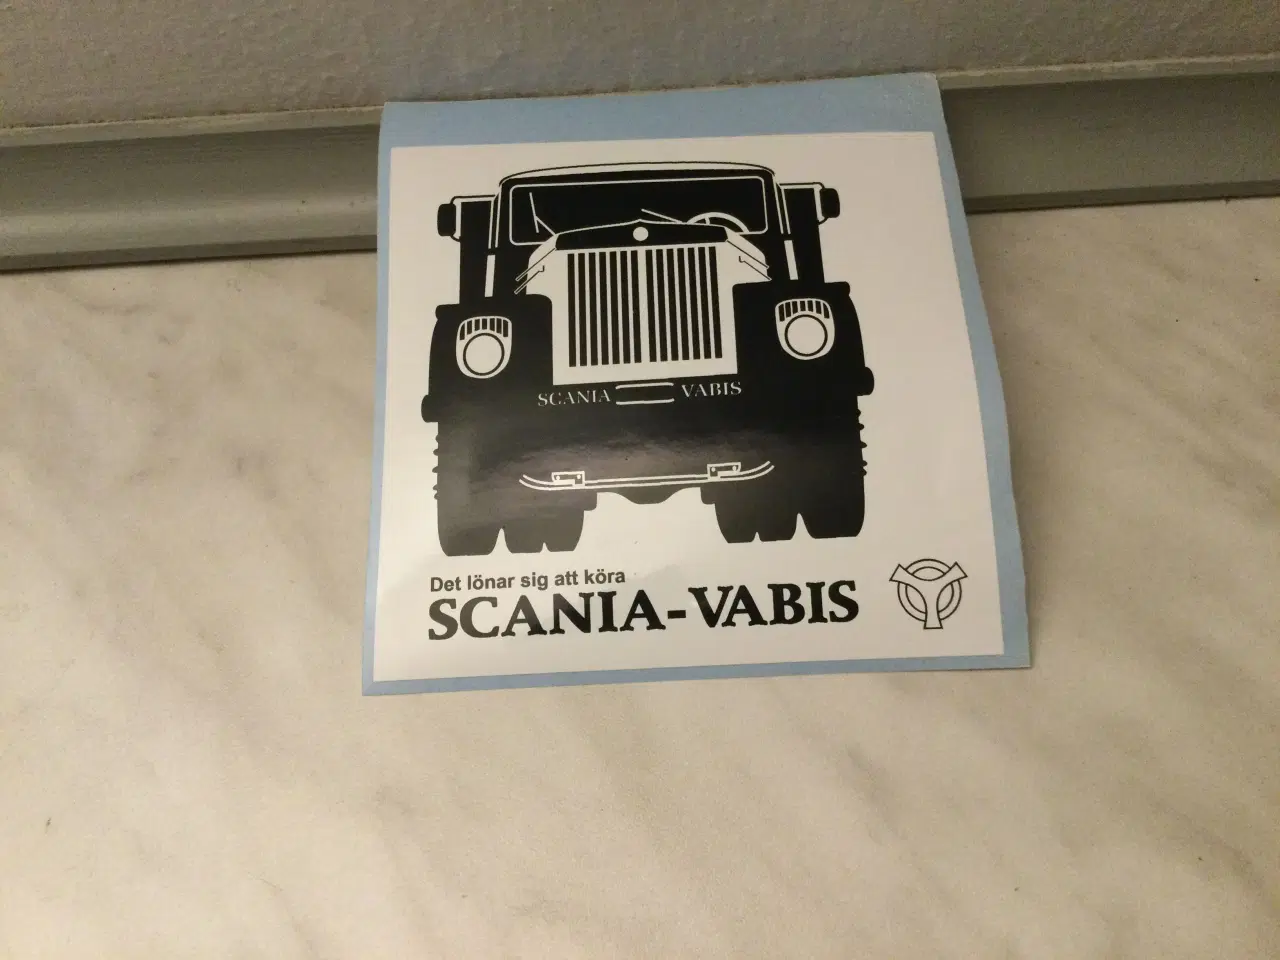 SCANIA VABIS
Det lönar sig att köra
SCANIA-VABIS